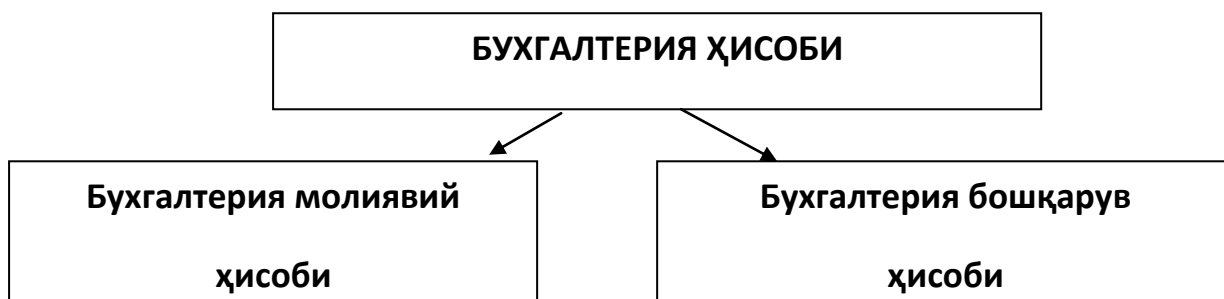 БУХГАЛТЕРИЯ ҲИСОБИ
Бухгалтерия молиявий
ҳисоби
Бухгалтерия бошқарув
ҳисоби